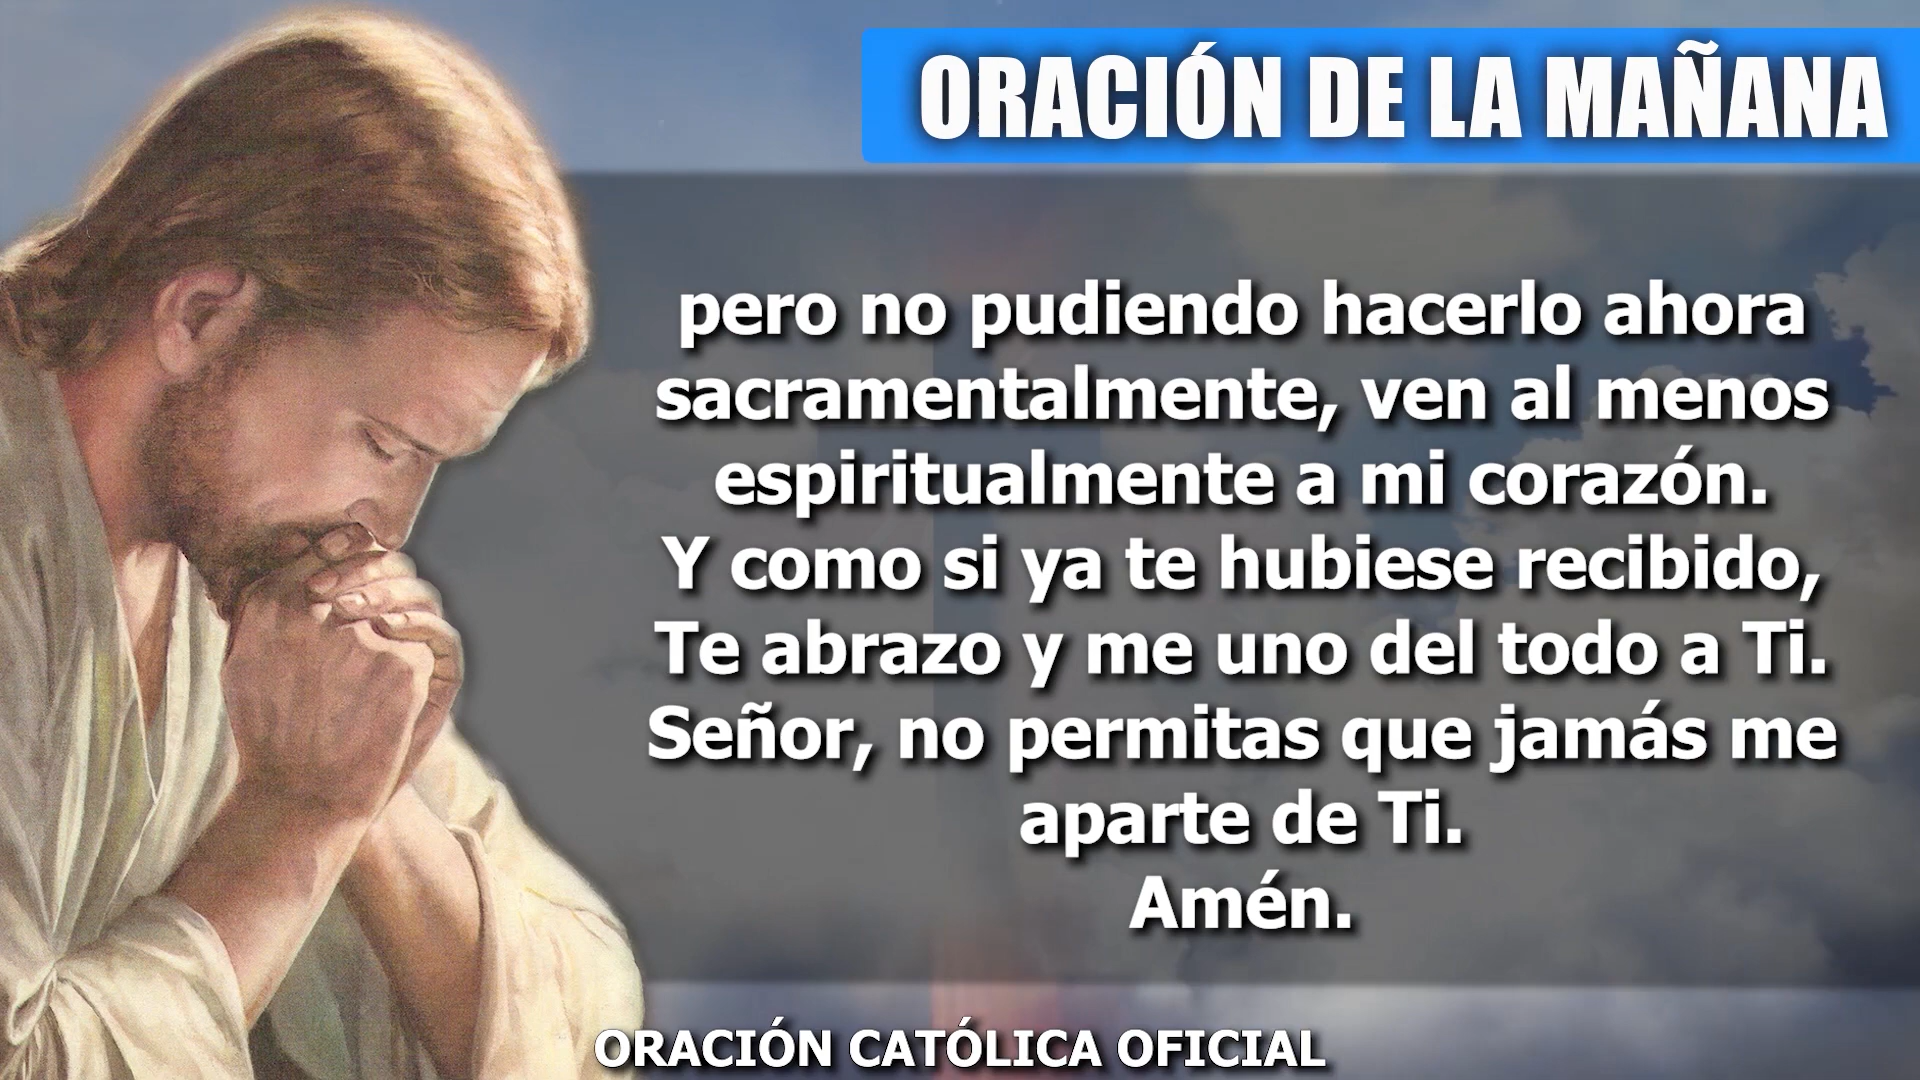 ORACIÓN DE LA MAÑANA
pero no pudiendo hacerlo ahora
sacramentalmente, ven al menos
espiritualmente a mi corazón.
Y como si ya te hubiese recibido,
Te abrazo y me uno del todo a Ti.
Señor, no permitas que jamás me
aparte de Ti.
Amén.
ORACIÓN CATÓLICA OFICIAL